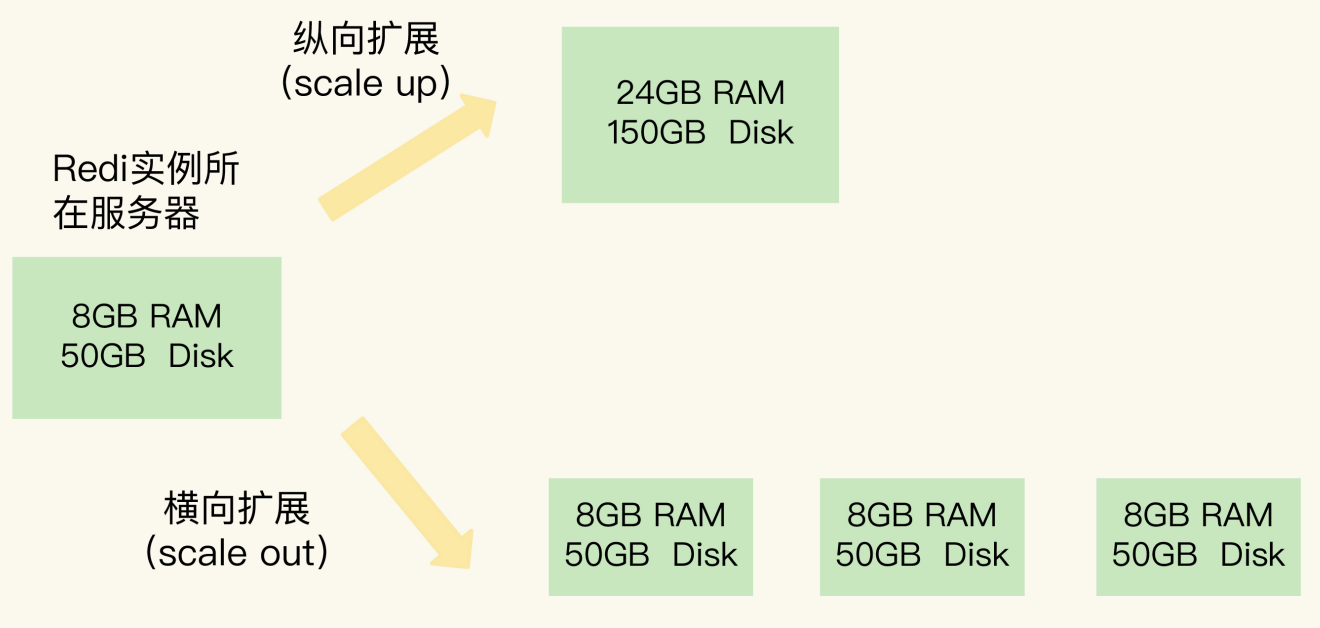 纵向扩展
(scale up)
24GB RAM
150GB Disk
Redi实例所
在服务器
8GB RAM
50GB Disk
横向扩展
(scale out)
8GB RAM
50GB Disk
8GB RAM
50GB Disk
8GB RAM
50GB Disk